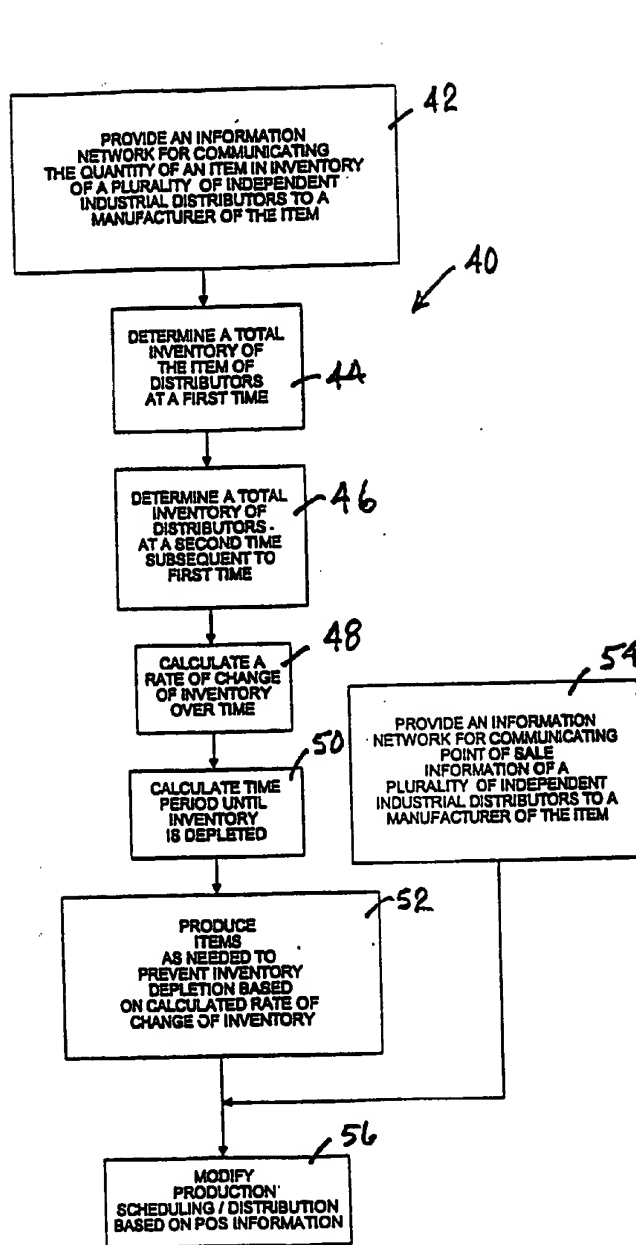 42
PROVIDE AN INFORMATION
NETWORK FOR COMMUNICATING
THE QUANTITY OF AN ITEM IN INVENTORY
OF A PLURALITY OF INDEPENDENT
INDUSTRIAL DISTRIBUTORS TO A
MANUFACTURER OF THE ITEM
40
DETERMINE A TOTAL
INVENTORY OF
THE ITEM OF
DISTRIBUTORS
AT A FIRST TIME
44
DETERMINE A TOTAL
INVENTORY OF
DISTRIBUTORS
AT A SECOND TIME
SUBSEQUENT TO
FIRST TIME
46
48
CALCULATE A
RATE OF CHANGE
OF INVENTORY
OVER TIME
50
CALCULATE TIME
PERIOD UNTIL
INVENTORY
IS DEPLETED
54
PROVIDE AN INFORMATION
NETWORK FOR COMMUNICATING
POINT OF SALE
INFORMATION OF A
PLURALITY OF INDEPENDENT
INDUSTRIAL DISTRIBUTORS TO A
MANUFACTURER OF THE ITEM
52
PRODUCE
ITEMS
AS NEEDED TO
PREVENT INVENTORY
DEPLETION BASED
ON CALCULATED RATE OF
CHANGE OF INVENTORY
56
MODIFY
PRODUCTION
SCHEDULING / DISTRIBUTION
BASED ON POS INFORMATION